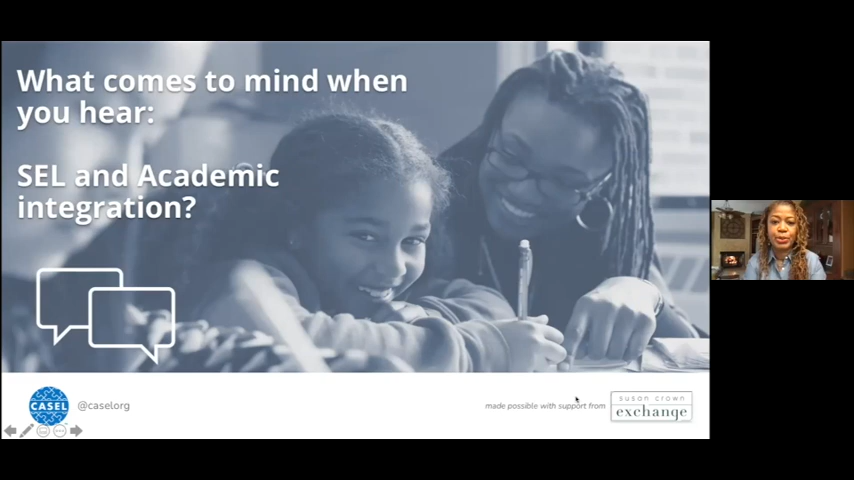 What comes to mind when
you hear:
SEL and Academic
integration?
CASEL
@caselorg
made possible with support from
susan crown
exchange